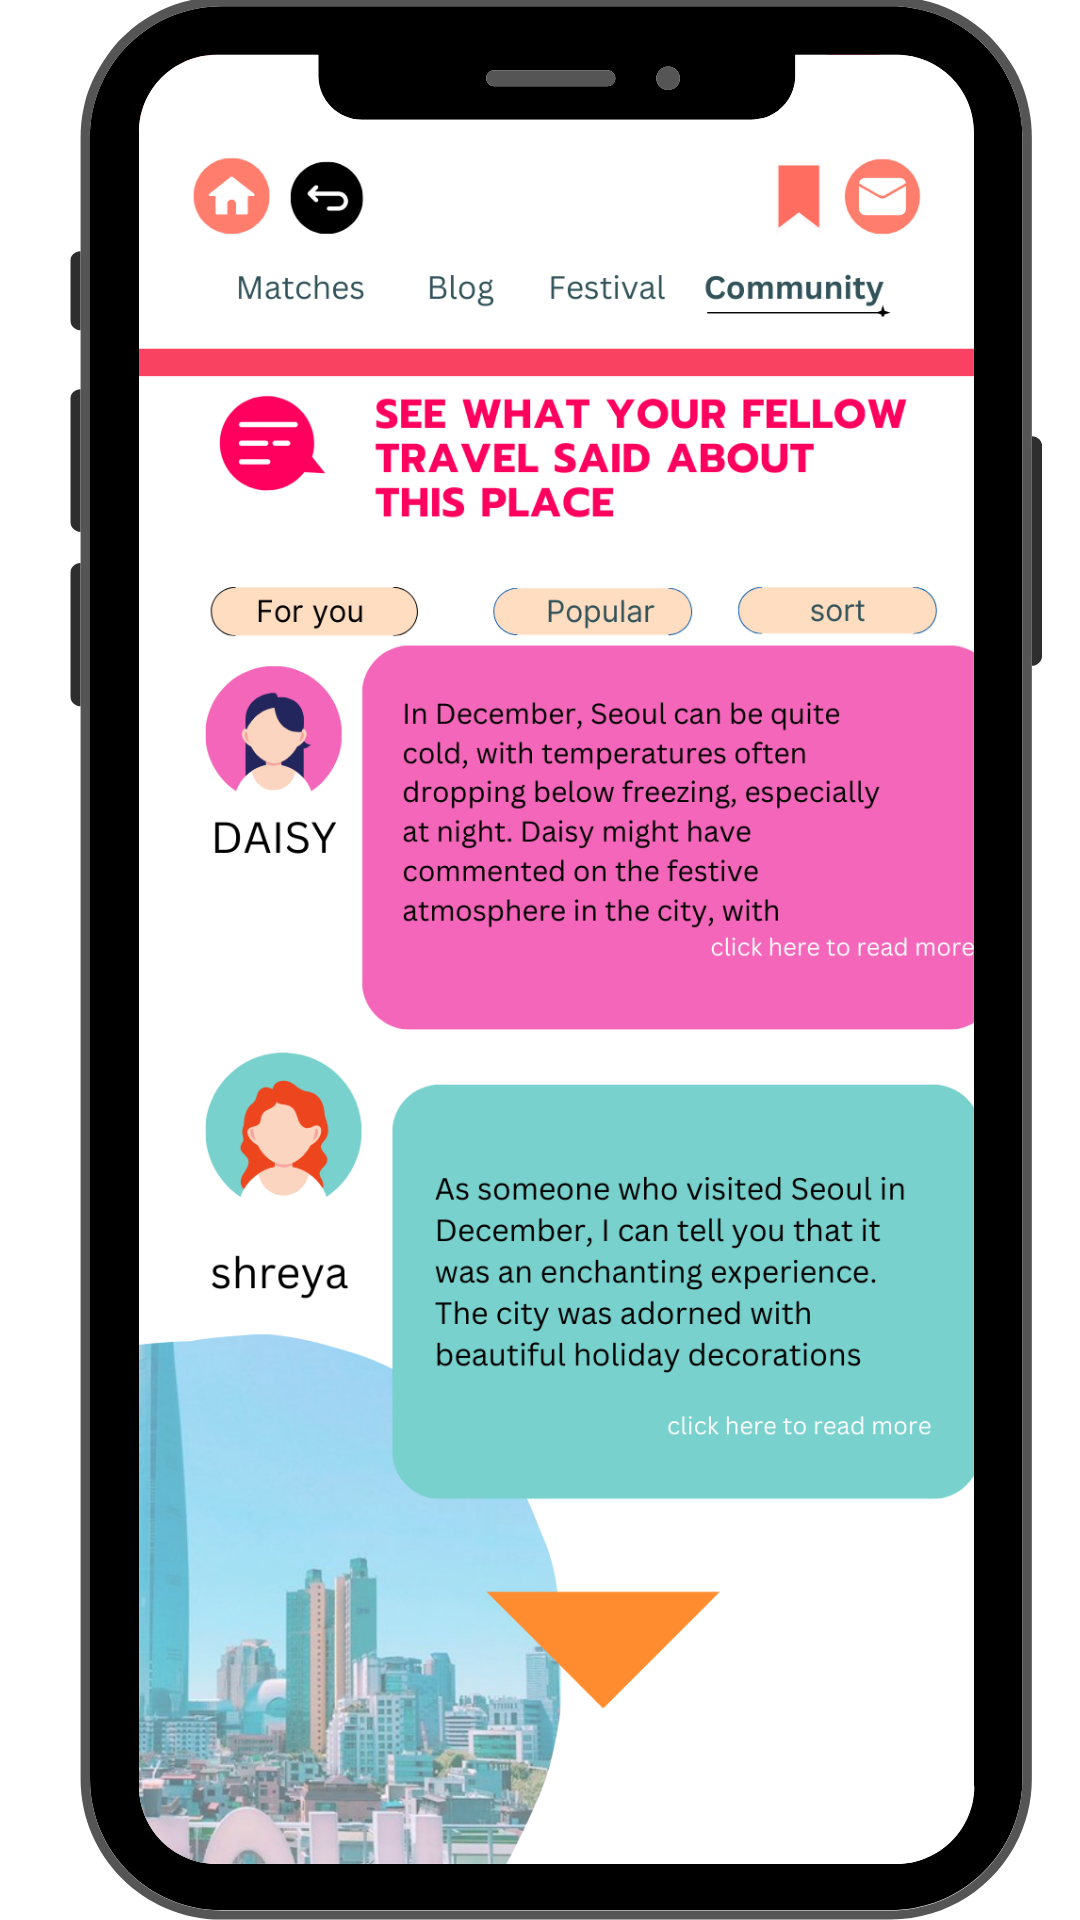 Matches Blog Festival Community
SEE WHAT YOUR FELLOW
TRAVEL SAID ABOUT
THIS PLACE
For you Popular sort
In December, Seoul can be quite
cold, with temperatures often
dropping below freezing, especially
at night. Daisy might have
commented on the festive
atmosphere in the city, with
click here to read more
DAISY
As someone who visited Seoul in
December, I can tell you that it
was an enchanting experience.
The city was adorned with
beautiful holiday decorations
click here to read more
shreya